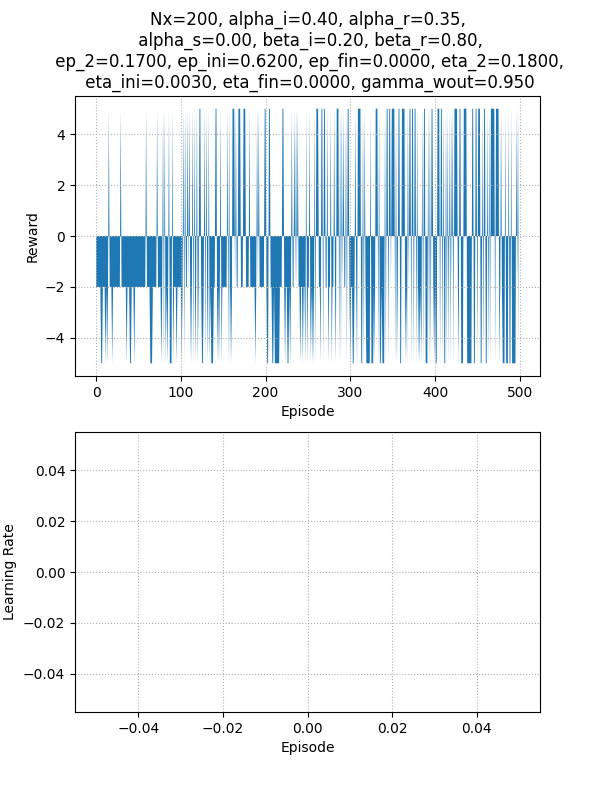 Nx=200, alpha_i=0.40, alpha_r=0.35,
alpha_s=0.00, beta_i=0.20, beta_r=0.80,
ep_2=0.1700, ep_ini=0.6200, ep_fin=0.0000, eta_2=0.1800,
eta_ini=0.0030, eta_fin=0.0000, gamma_wout=0.950
4
2
0
−2
−4
Reward
0 100 200 300 400 500
Episode
0.04
0.02
0.00
−0.02
−0.04
Learning Rate
−0.04 −0.02 0.00 0.02 0.04
Episode